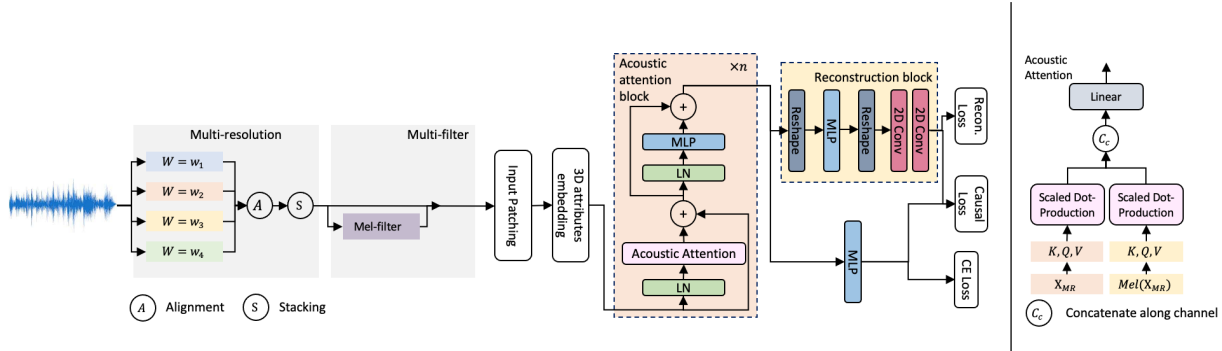 Multi-resolution
W = w₁
W = w₂
W = w₃
W = w₄
A
S
Multi-filter
Mel-filter
A
Alignment
S
Stacking
Input Patching
3D attributes
embedding
Acoustic
attention
block
×n
+
MLP
LN
+
Acoustic Attention
LN
Reconstruction block
Reshape
MLP
Reshape
2D Conv
2D Conv
Recon.
Loss
Causal
Loss
MLP
CE Loss
Acoustic
Attention
Linear
C_c
Scaled Dot-
Production
Scaled Dot-
Production
K, Q, V
K, Q, V
X_MR
Mel(X_MR)
C_c
Concatenate along channel